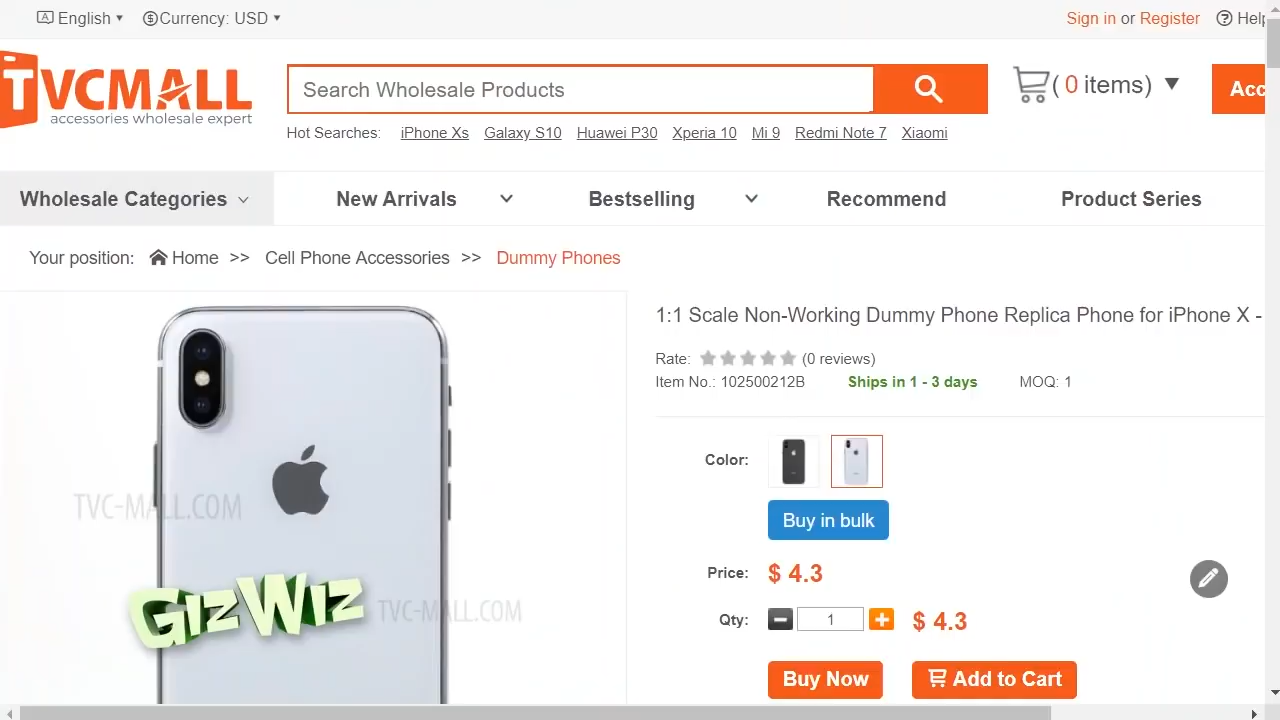 English
Currency: USD
Sign in or Register
Help
TVCMALL
accessories wholesale expert
Search Wholesale Products
( 0 items)
Acc
Hot Searches: iPhone Xs Galaxy S10 Huawei P30 Xperia 10 Mi 9 Redmi Note 7 Xiaomi
Wholesale Categories
New Arrivals
Bestselling
Recommend
Product Series
Your position: Home >> Cell Phone Accessories >> Dummy Phones
1:1 Scale Non-Working Dummy Phone Replica Phone for iPhone X -
Rate: (0 reviews)
Item No.: 102500212B Ships in 1 - 3 days MOQ: 1
Color:
TVC-MALL.COM
Buy in bulk
Price: $ 4.3
GizWiz
TVC-MALL.COM
Qty: 1 $ 4.3
Buy Now
Add to Cart